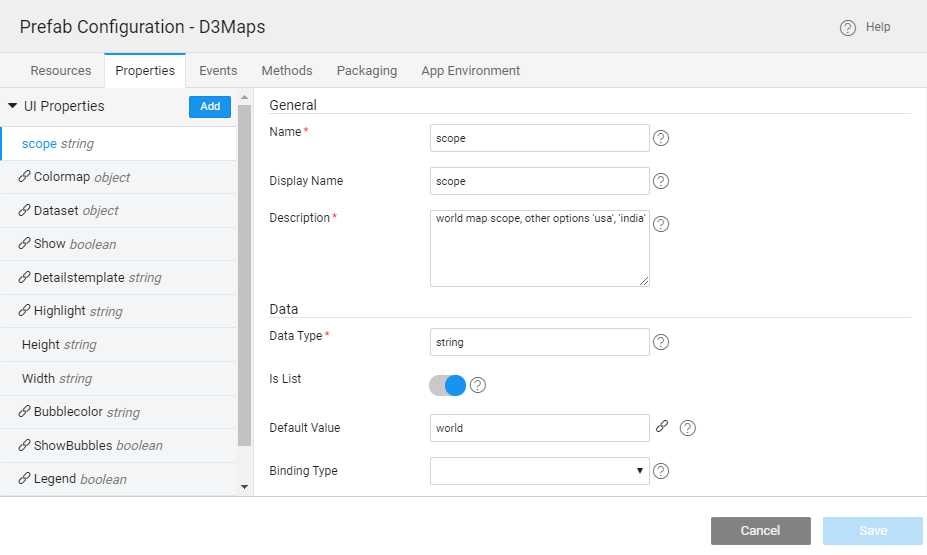 Prefab Configuration - D3Maps
Help
Resources Properties Events Methods Packaging App Environment
UI Properties Add
scope string
Colormap object
Dataset object
Show boolean
Detailstemplate string
Highlight string
Height string
Width string
Bubblecolor string
ShowBubbles boolean
Legend boolean
General
Name* scope
Display Name scope
Description* world map scope, other options 'usa', 'india'
Data
Data Type* string
Is List
Default Value world
Binding Type
Cancel Save